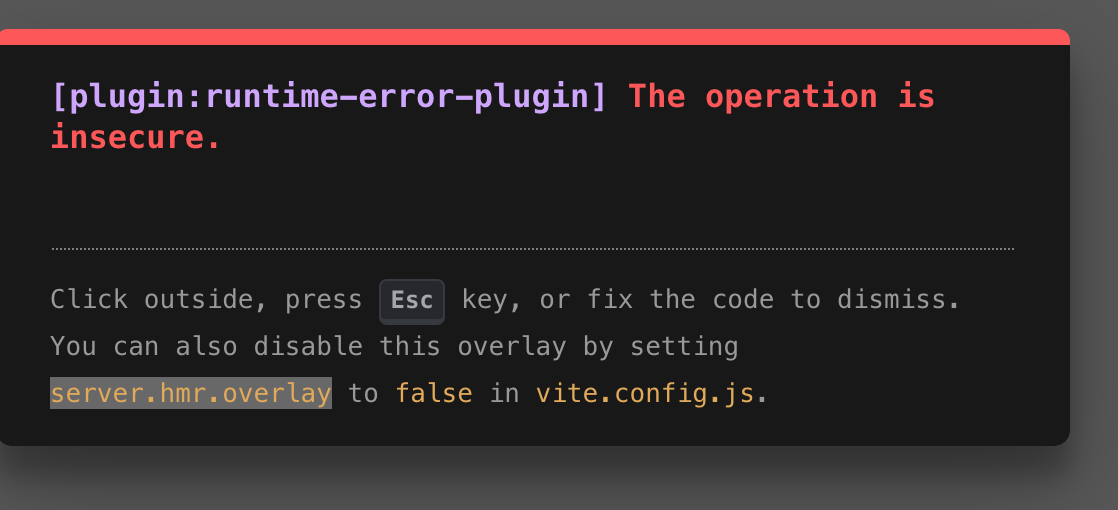 [plugin:runtime-error-plugin] The operation is
insecure.
Click outside, press Esc key, or fix the code to dismiss.
You can also disable this overlay by setting
server.hmr.overlay to false in vite.config.js.